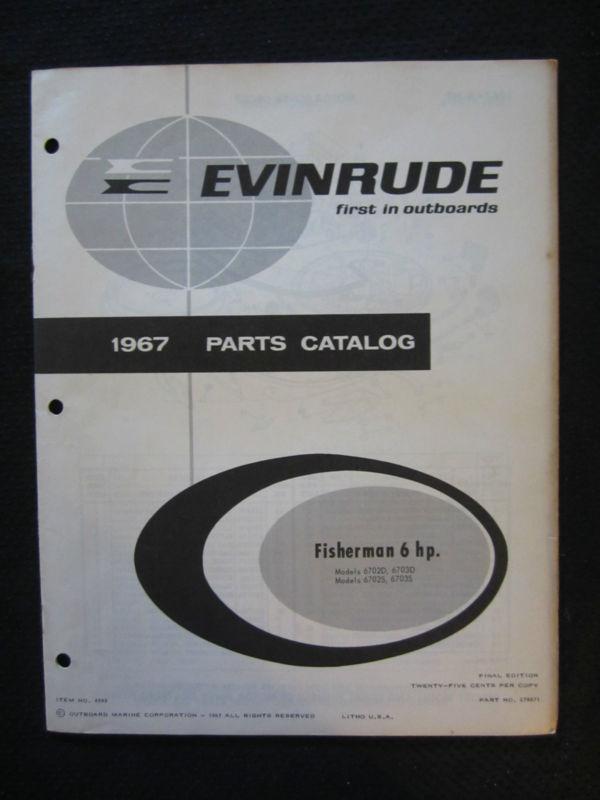 EVINRUDE
first in outboards
1967 PARTS CATALOG
Fisherman 6 hp.
Models 6702D, 6703D
Models 6702S, 6703S
FINAL EDITION
TWENTY-FIVE CENTS PER COPY
ITEM NO.
PART NO.
© OUTBOARD MARINE CORPORATION – 1967 ALL RIGHTS RESERVED LITHO U.S.A.